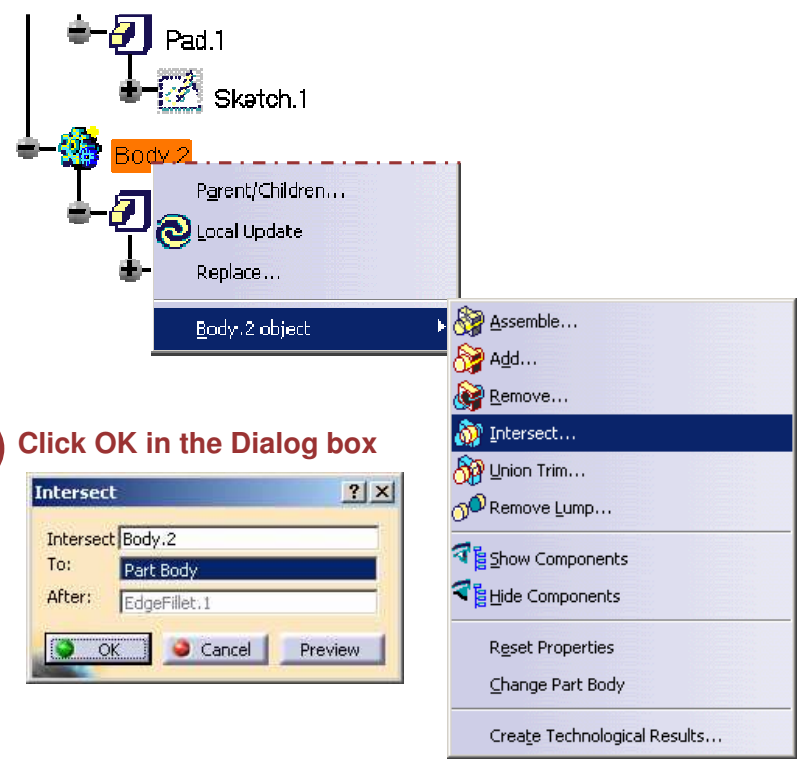 Pad.1
Sketch.1
Body.2
Parent/Children...
Local Update
Replace...
Body.2 object
Assemble...
Add...
Remove...
Intersect...
Union Trim...
Remove Lump...
Show Components
Hide Components
Reset Properties
Change Part Body
Create Technological Results...
) Click OK in the Dialog box
Intersect ? ×
Intersect Body.2
To: Part Body
After: EdgeFillet.1
OK Cancel Preview